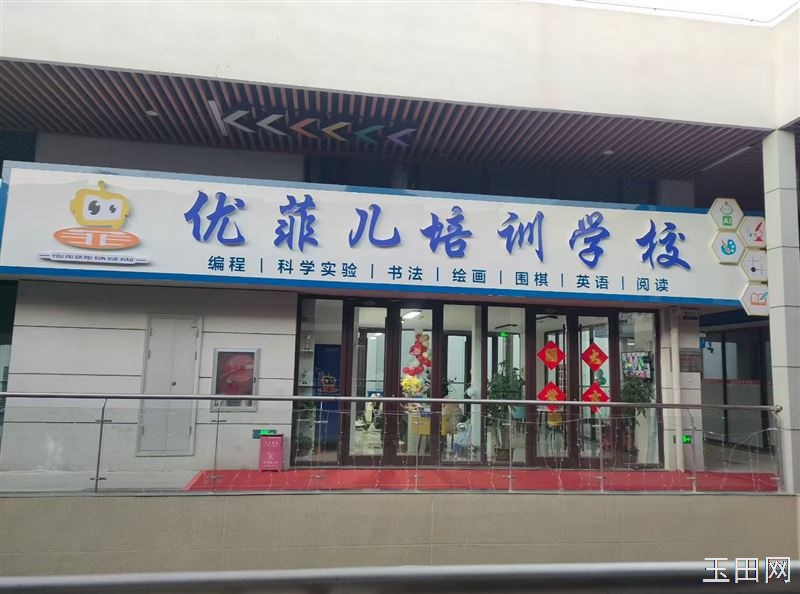 优菲儿培训学校
YOU FEI ER PEI XUN XUE XIAO
编程 | 科学实验 | 书法 | 绘画 | 围棋 | 英语 | 阅读
AI
大
玉田网